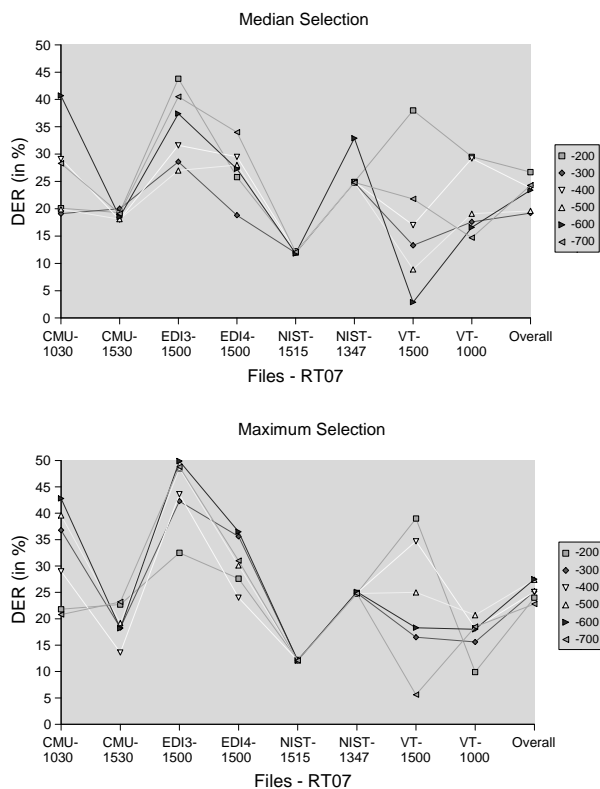 Median Selection
50
45
40
35
30
25
20
15
10
5
0
DER (in %)
CMU-
1030
CMU-
1530
EDI3-
1500
EDI4-
1500
NIST-
1515
NIST-
1347
VT-
1500
VT-
1000
Overall
Files - RT07
-200
-300
-400
-500
-600
-700
Maximum Selection
50
45
40
35
30
25
20
15
10
5
0
DER (in %)
CMU-
1030
CMU-
1530
EDI3-
1500
EDI4-
1500
NIST-
1515
NIST-
1347
VT-
1500
VT-
1000
Overall
Files - RT07
-200
-300
-400
-500
-600
-700